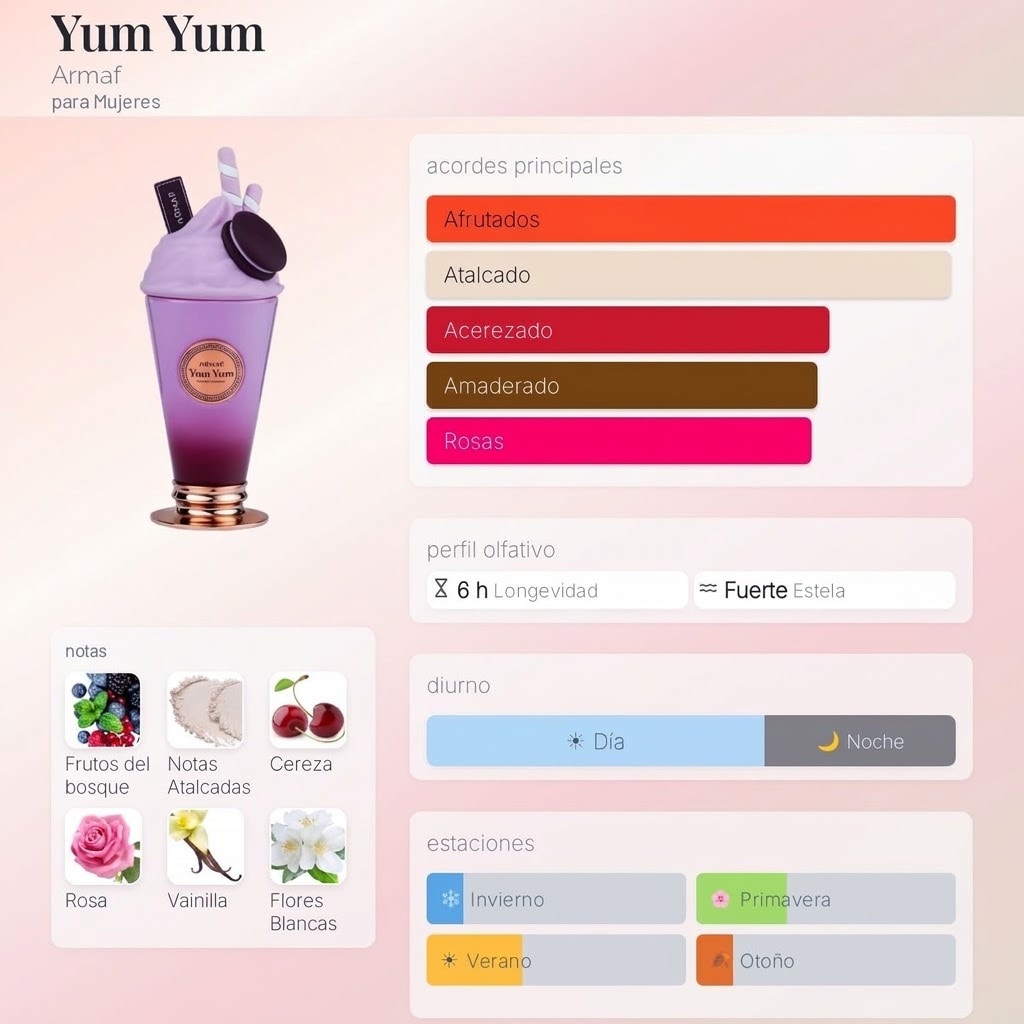 Yum Yum
Armaf
para Mujeres
Yum Yum
acordes principales
Afrutados
Atalcado
Acerezado
Amaderado
Rosas
perfil olfativo
6 h Longevidad
Fuerte Estela
diurno
Día
Noche
estaciones
Invierno
Primavera
Verano
Otoño
notas
Frutos del
bosque
Notas
Atalcadas
Cereza
Rosa
Vainilla
Flores
Blancas